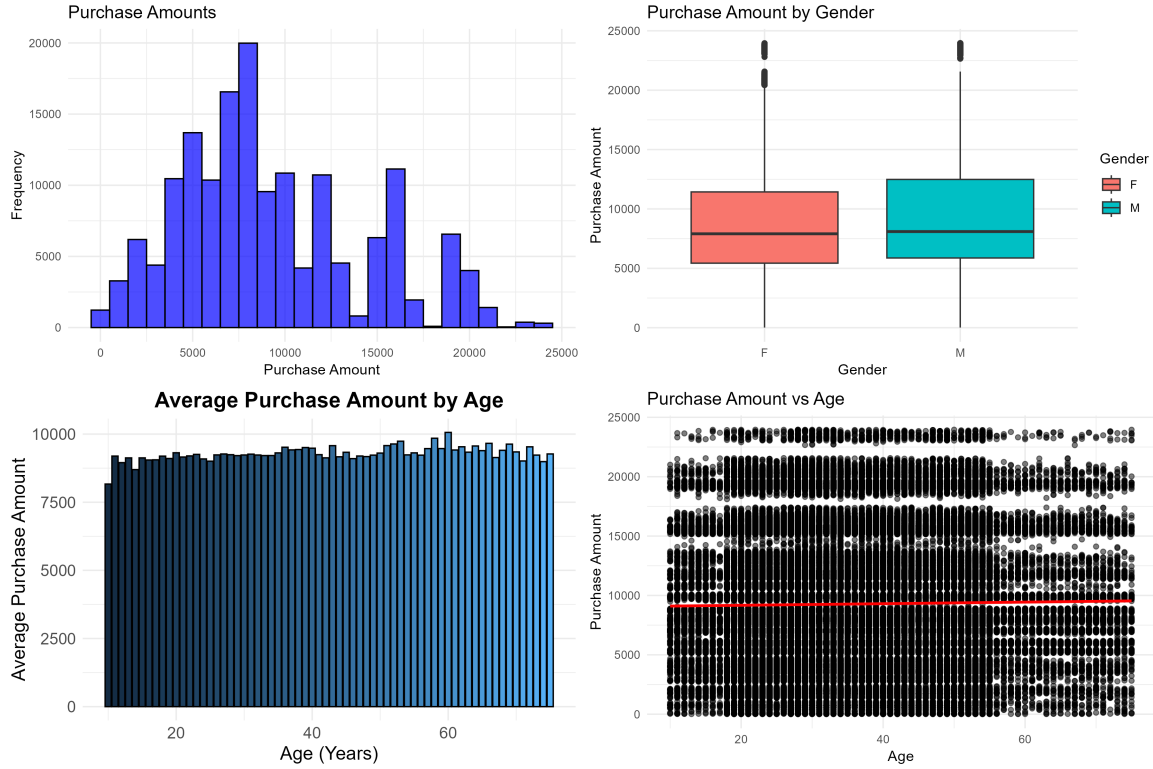 Purchase Amounts
20000
15000
10000
5000
0
Frequency
0 5000 10000 15000 20000 25000
Purchase Amount
Purchase Amount by Gender
25000
20000
15000
10000
5000
0
Purchase Amount
F M
Gender
Gender
F
M
Average Purchase Amount by Age
10000
7500
5000
2500
0
Average Purchase Amount
20 40 60
Age (Years)
Purchase Amount vs Age
25000
20000
15000
10000
5000
0
Purchase Amount
20 40 60
Age